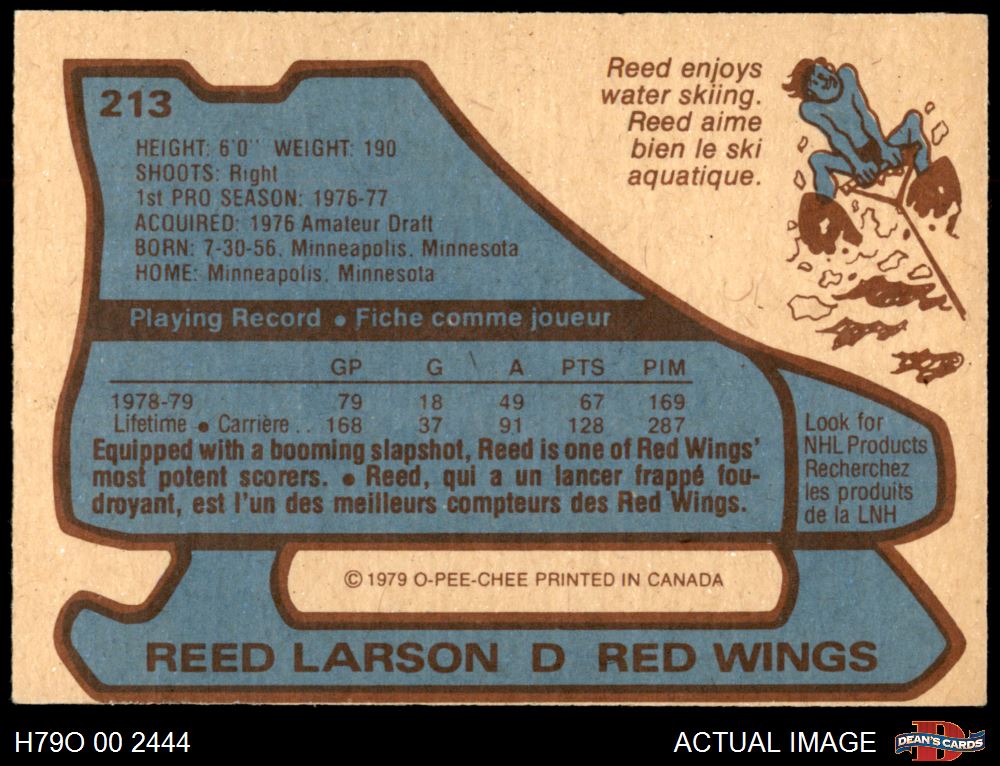 213
Reed enjoys
water skiing.
Reed aime
bien le ski
aquatique.
HEIGHT: 6'0" WEIGHT: 190
SHOOTS: Right
1st PRO SEASON: 1976-77
ACQUIRED: 1976 Amateur Draft
BORN: 7-30-56, Minneapolis, Minnesota
HOME: Minneapolis, Minnesota
Playing Record • Fiche comme joueur
GP G A PTS PIM
1978-79 79 18 49 67 169
Lifetime • Carrière .. 168 37 91 128 287
Equipped with a booming slapshot, Reed is one of Red Wings'
most potent scorers. • Reed, qui a un lancer frappé fou-
droyant, est l'un des meilleurs compteurs des Red Wings.
Look for
NHL Products
Recherchez
les produits
de la LNH
© 1979 O-PEE-CHEE PRINTED IN CANADA
REED LARSON D RED WINGS
H79O 00 2444
ACTUAL IMAGE
D
DEAN'S CARDS